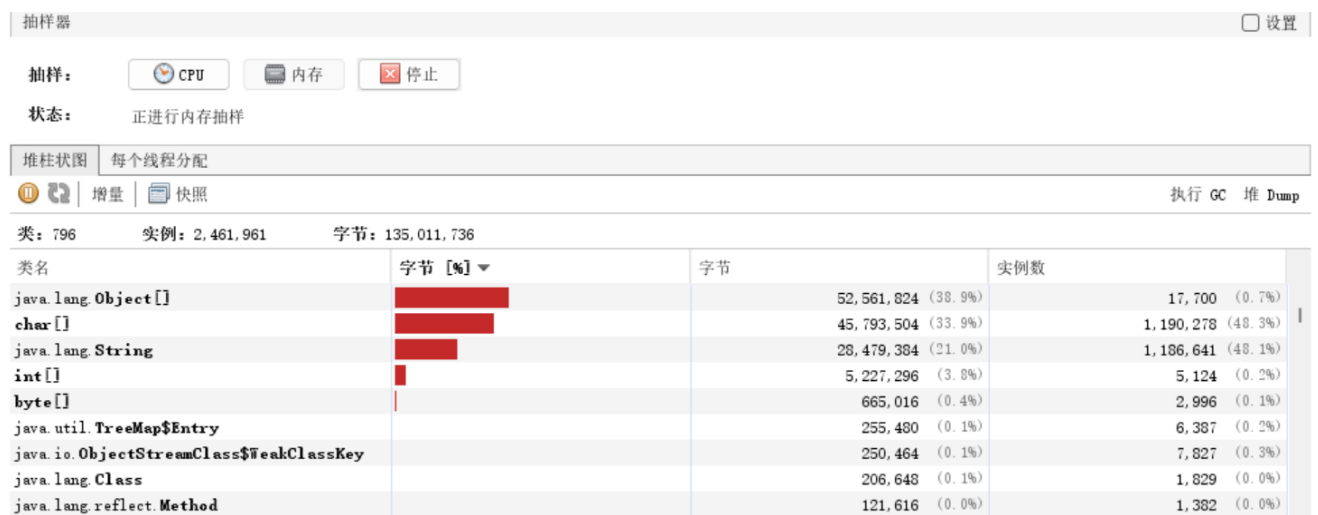 抽样器 设置
抽样： CPU 内存 停止
状态： 正进行内存抽样
堆柱状图 每个线程分配
增量 快照 执行 GC 堆 Dump
类：796 实例：2,461,961 字节：135,011,736
类名 字节 [%] 字节 实例数
java.lang.Object[] 52,561,824 (38.9%) 17,700 (0.7%)
char[] 45,793,504 (33.9%) 1,190,278 (48.3%)
java.lang.String 28,479,384 (21.0%) 1,186,641 (48.1%)
int[] 5,227,296 (3.8%) 5,124 (0.2%)
byte[] 665,016 (0.4%) 2,996 (0.1%)
java.util.TreeMap$Entry 255,480 (0.1%) 6,387 (0.2%)
java.io.ObjectStreamClass$WeakClassKey 250,464 (0.1%) 7,827 (0.3%)
java.lang.Class 206,648 (0.1%) 1,829 (0.0%)
java.lang.reflect.Method 121,616 (0.0%) 1,382 (0.0%)